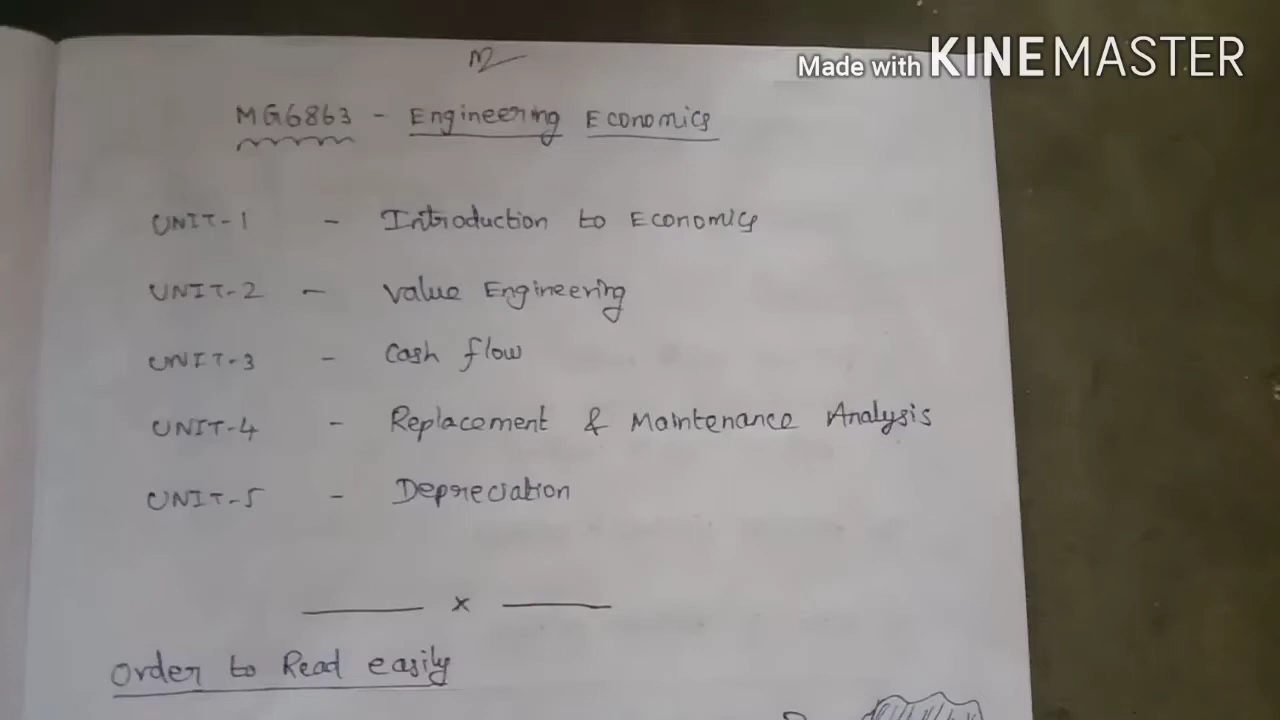 Made with KINEMASTER
MG6863 - Engineering Economics
UNIT-1 - Introduction to Economics
UNIT-2 - Value Engineering
UNIT-3 - Cash flow
UNIT-4 - Replacement & Maintenance Analysis
UNIT-5 - Depreciation
x
Order to Read easily